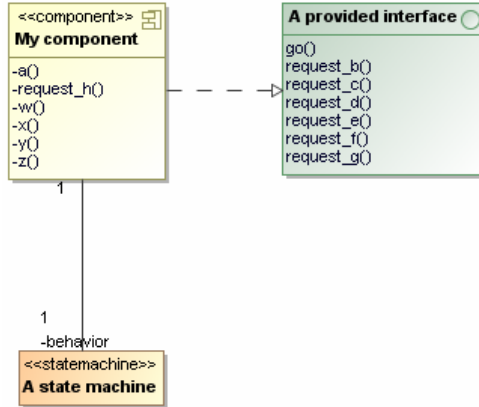 <<component>>
My component
-a()
-request_h()
-w()
-x()
-y()
-z()
A provided interface
go()
request_b()
request_c()
request_d()
request_e()
request_f()
request_g()
1
1
-behavior
<<statemachine>>
A state machine